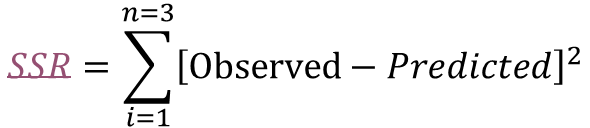 n=3
SSR = ∑[Observed − Predicted]²
i=1